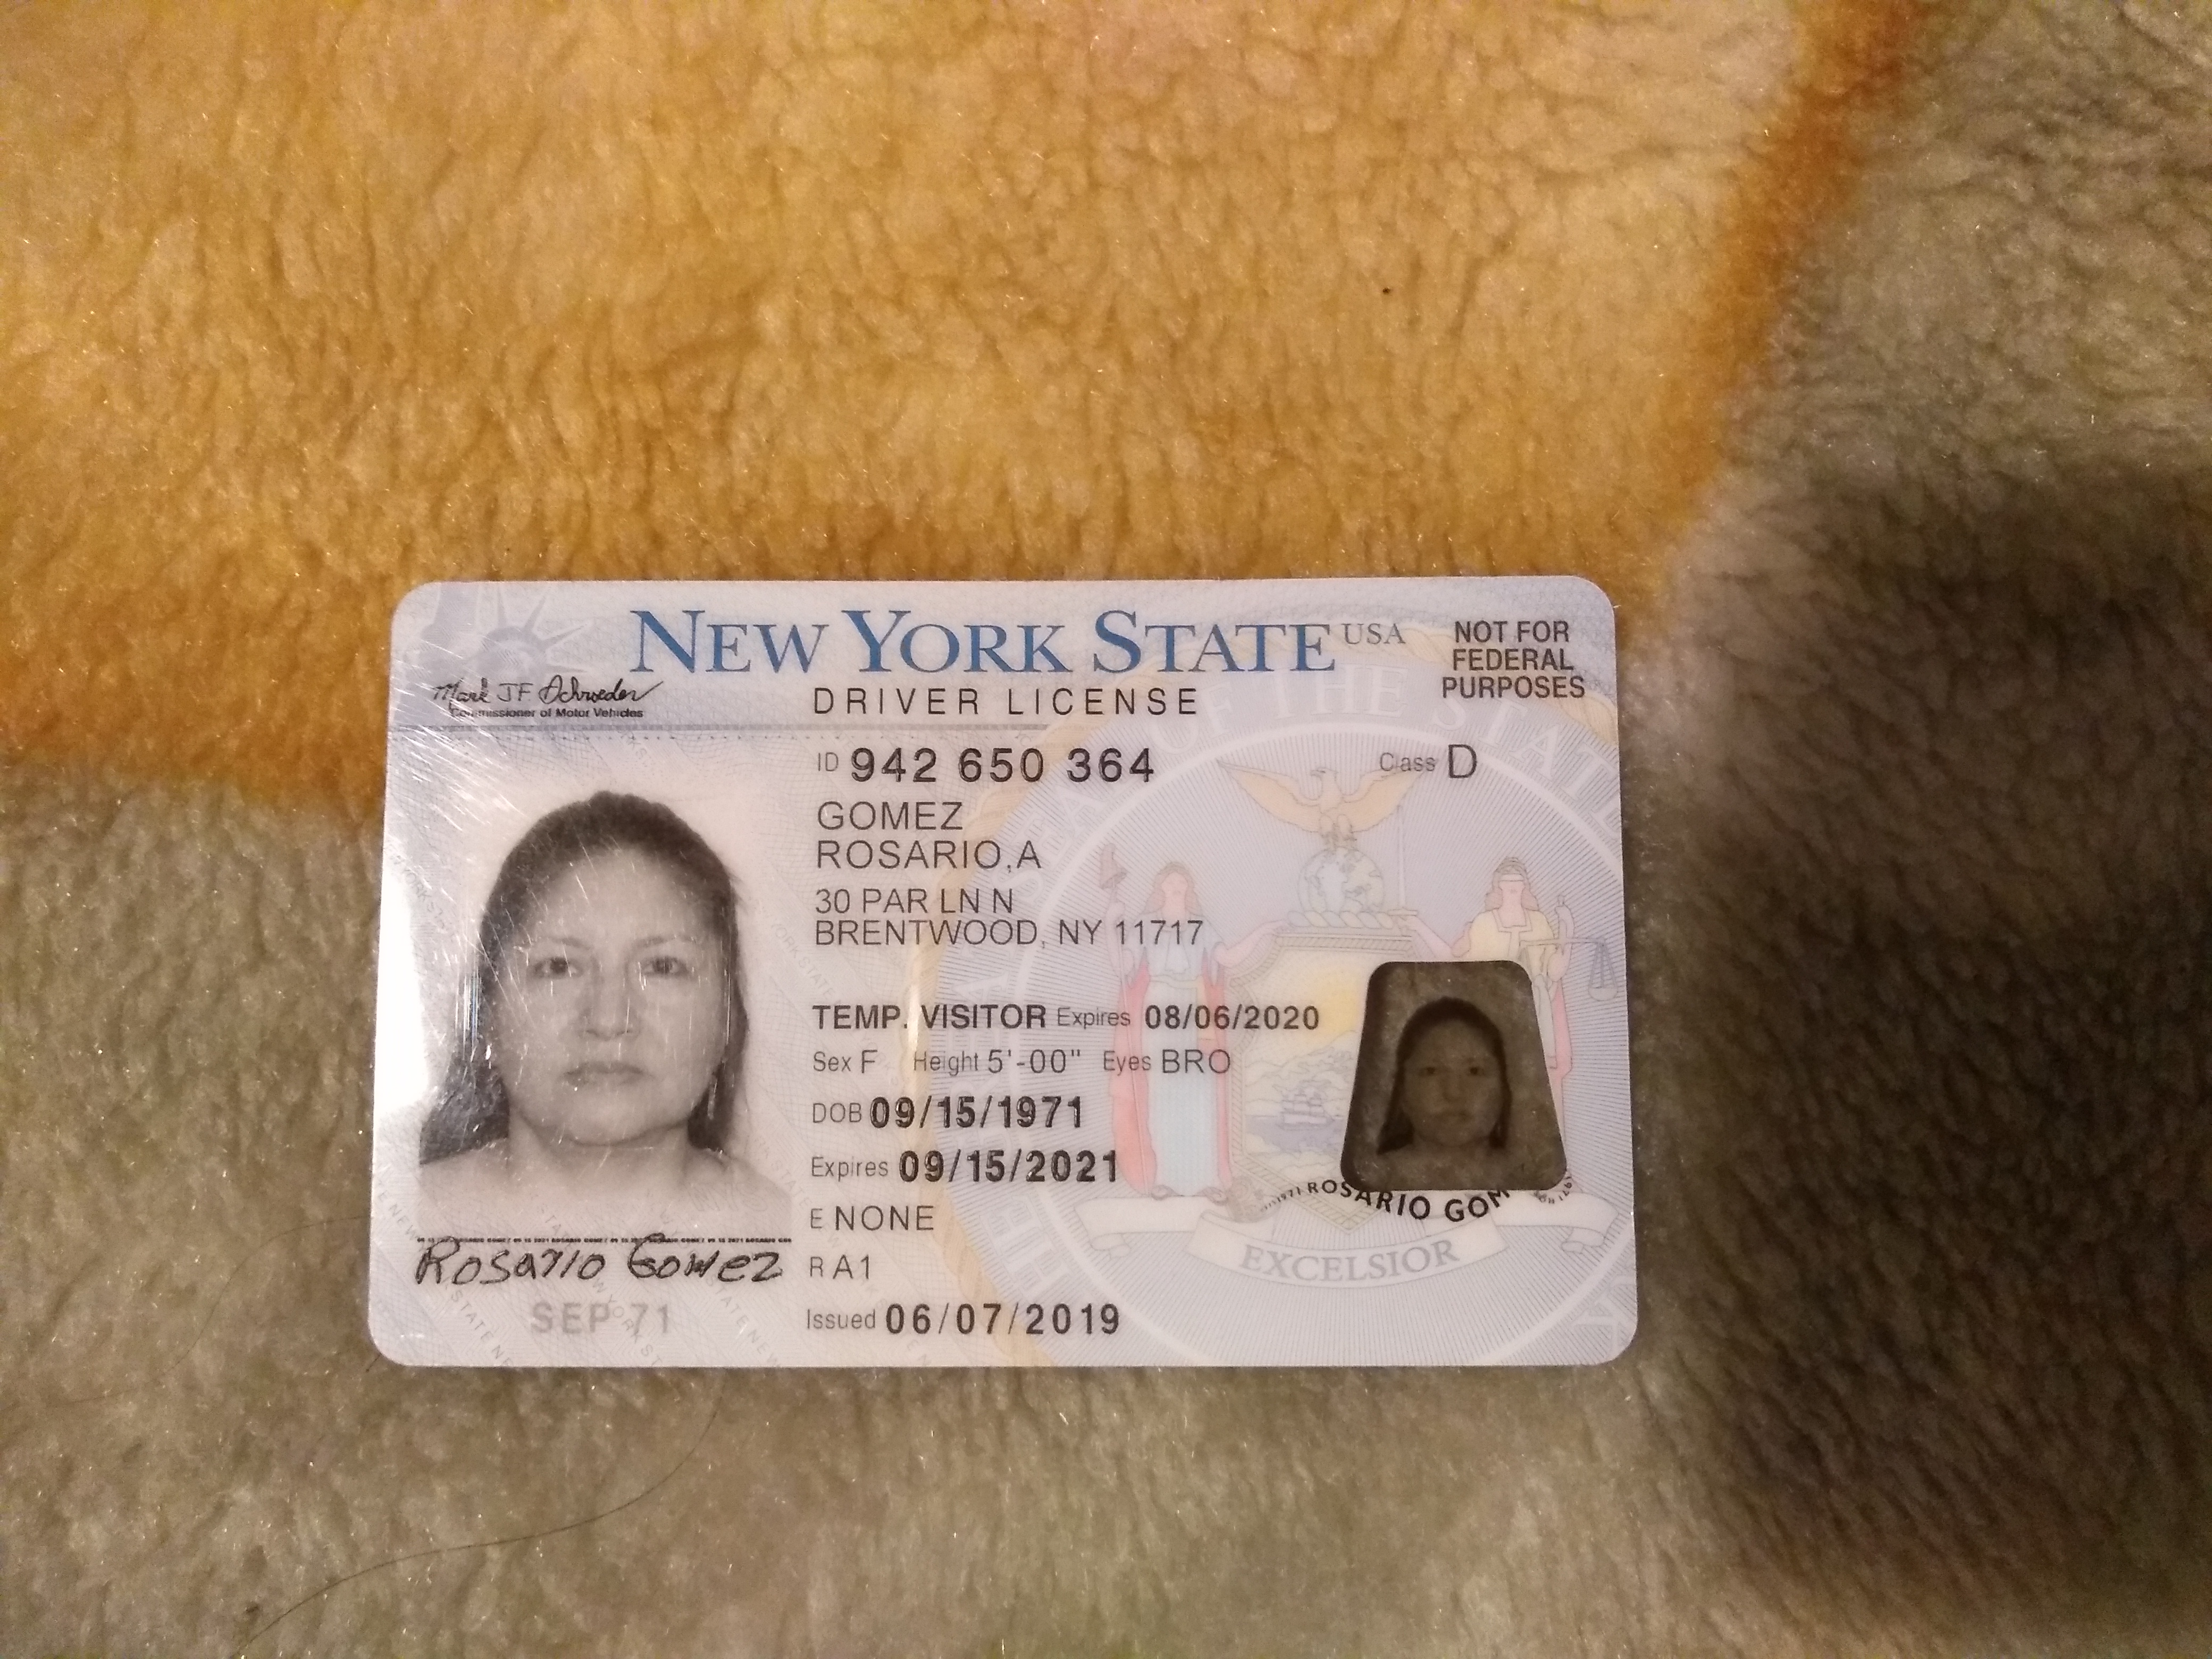 NEW YORK STATE USA
NOT FOR
FEDERAL
PURPOSES
Mark JF Schroeder
Commissioner of Motor Vehicles
DRIVER LICENSE
ID 942 650 364
Class D
GOMEZ
ROSARIO,A
30 PAR LN N
BRENTWOOD, NY 11717
TEMP. VISITOR Expires 08/06/2020
Sex F Height 5'-00" Eyes BRO
DOB 09/15/1971
Expires 09/15/2021
E NONE
R A1
Issued 06/07/2019
Rosario Gomez
SEP 71
ROSARIO GOM
EXCELSIOR